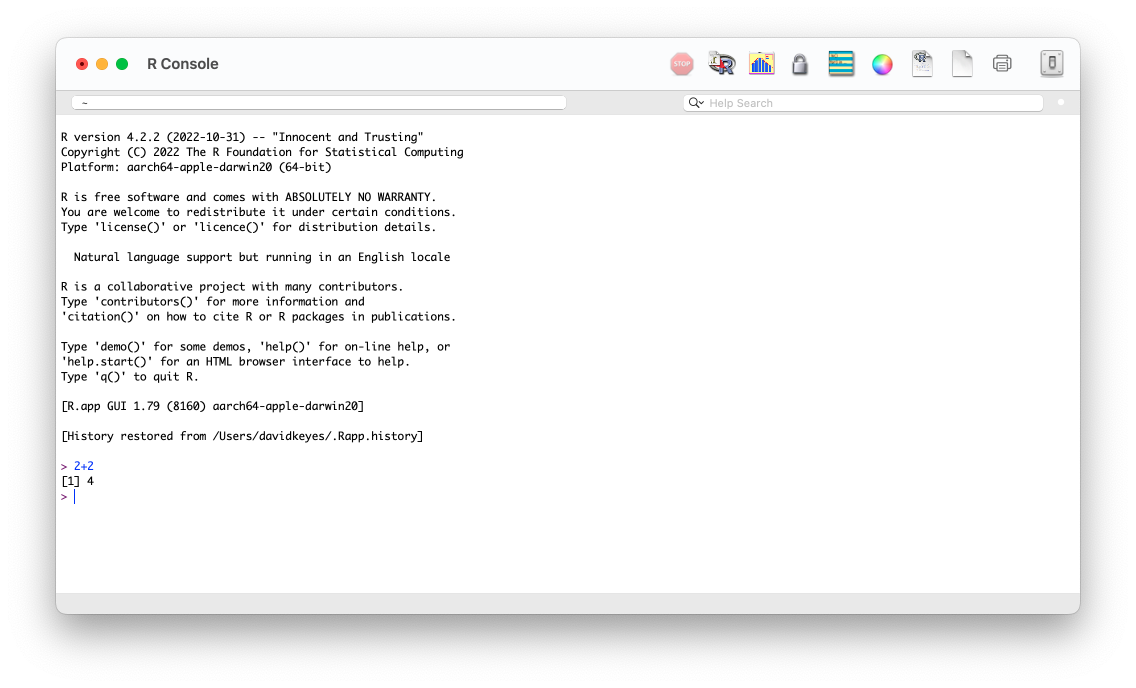 R Console
STOP
~
Help Search
R version 4.2.2 (2022-10-31) -- "Innocent and Trusting"
Copyright (C) 2022 The R Foundation for Statistical Computing
Platform: aarch64-apple-darwin20 (64-bit)
R is free software and comes with ABSOLUTELY NO WARRANTY.
You are welcome to redistribute it under certain conditions.
Type 'license()' or 'licence()' for distribution details.
Natural language support but running in an English locale
R is a collaborative project with many contributors.
Type 'contributors()' for more information and
'citation()' on how to cite R or R packages in publications.
Type 'demo()' for some demos, 'help()' for on-line help, or
'help.start()' for an HTML browser interface to help.
Type 'q()' to quit R.
[R.app GUI 1.79 (8160) aarch64-apple-darwin20]
[History restored from /Users/davidkeyes/.Rapp.history]
> 2+2
[1] 4
>